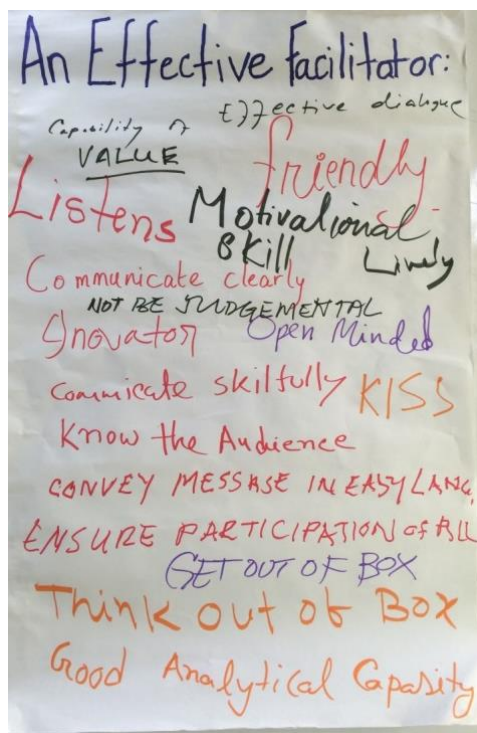 An Effective Facilitator:
Effective dialogue
Capability of
VALUE
friendly
Listens
Motivational
Skill
Lively
Communicate clearly
NOT BE JUDGEMENTAL
Inovator
Open Minded
commicate skilfully
KISS
Know the Audience
CONVEY MESSASE IN EASY LANG.
ENSURE PARTICIPATION OF ALL
GET OUT OF BOX
Think out of Box
Good Analytical Capasity